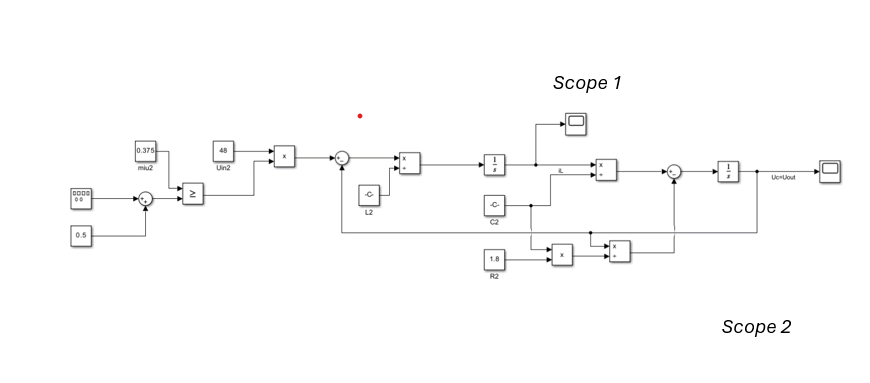 Scope 1
0.375
miu2
48
Uin2
x
+
-
x
÷
1
s
x
÷
iL
+
-
1
s
Uc=Uout
+
+
≥
-C-
L2
-C-
C2
0.5
1.8
R2
x
x
÷
Scope 2